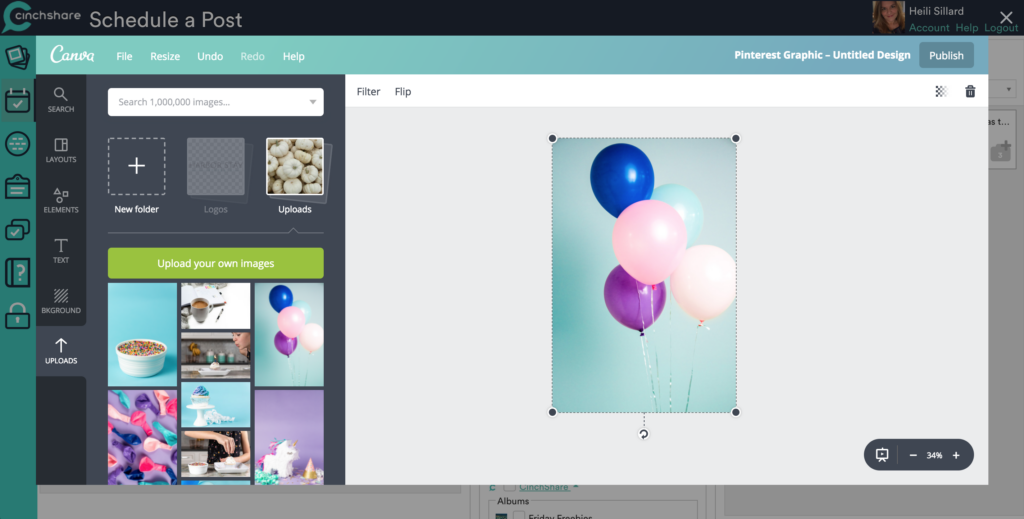 cinchshare
Schedule a Post
Heili Sillard
Account Help Logout
Canva
File
Resize
Undo
Redo
Help
Pinterest Graphic – Untitled Design
Publish
SEARCH
LAYOUTS
ELEMENTS
TEXT
BKGROUND
UPLOADS
Search 1,000,000 images...
New folder
Logos
Uploads
Upload your own images
Filter
Flip
as t...
3
34%
CinchShare
Albums
Friday Freebies